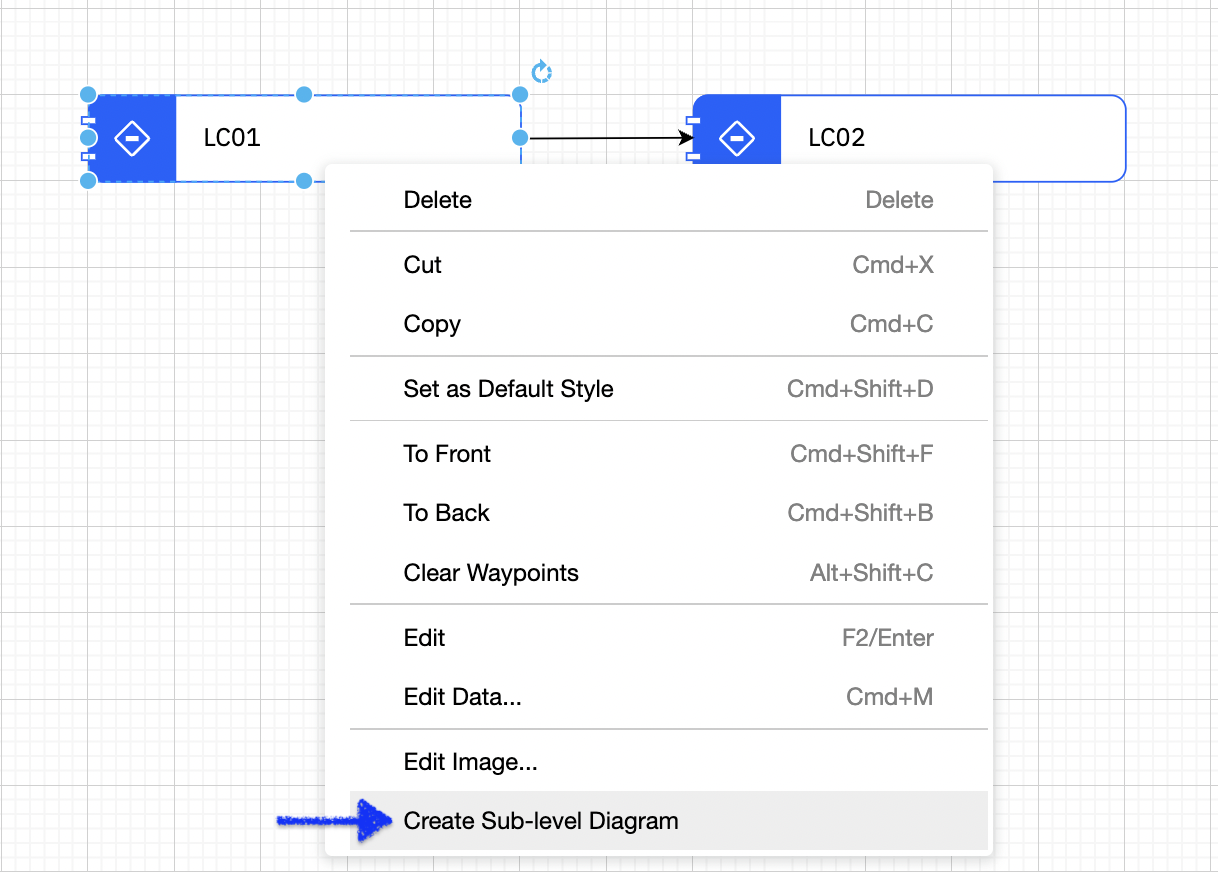 LC01
LC02
Delete Delete
Cut Cmd+X
Copy Cmd+C
Set as Default Style Cmd+Shift+D
To Front Cmd+Shift+F
To Back Cmd+Shift+B
Clear Waypoints Alt+Shift+C
Edit F2/Enter
Edit Data... Cmd+M
Edit Image...
Create Sub-level Diagram